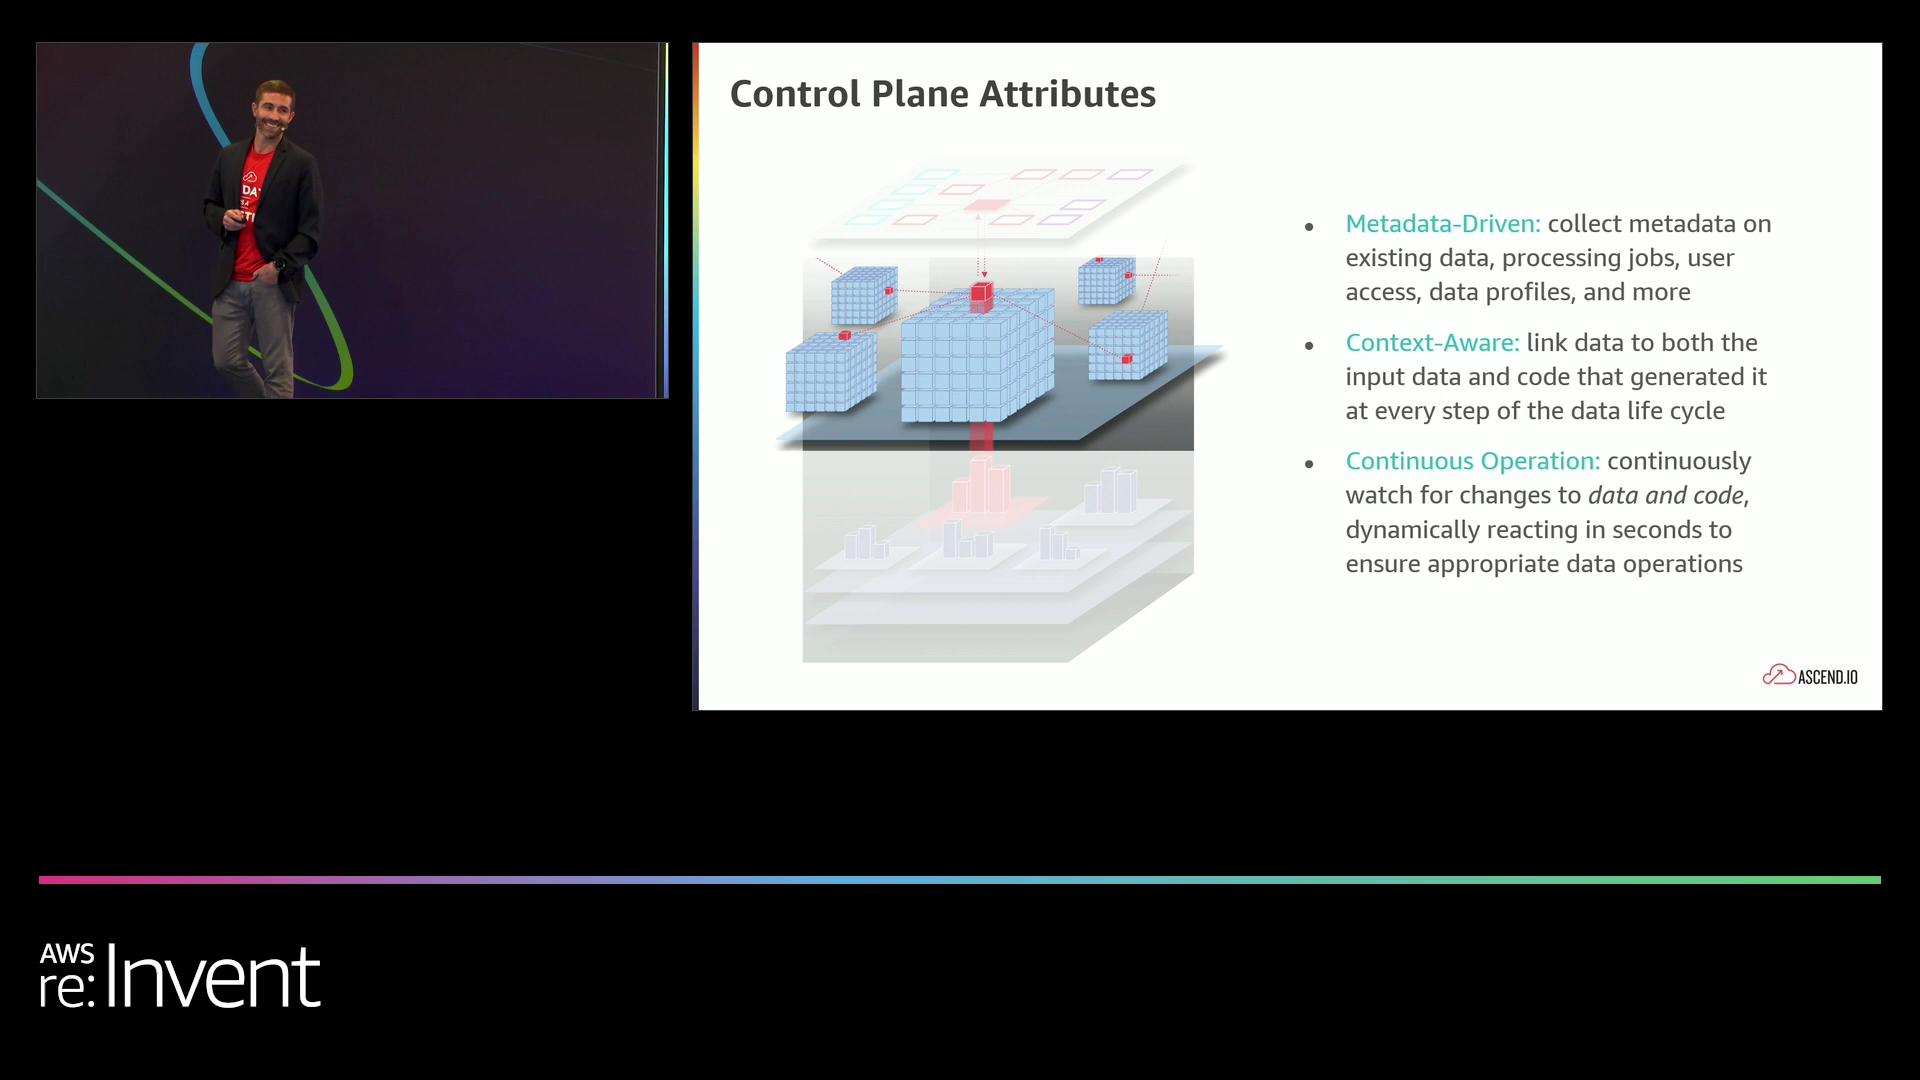 Control Plane Attributes
• Metadata-Driven: collect metadata on
existing data, processing jobs, user
access, data profiles, and more
• Context-Aware: link data to both the
input data and code that generated it
at every step of the data life cycle
• Continuous Operation: continuously
watch for changes to data and code,
dynamically reacting in seconds to
ensure appropriate data operations
ASCEND.IO
AWS
re:Invent